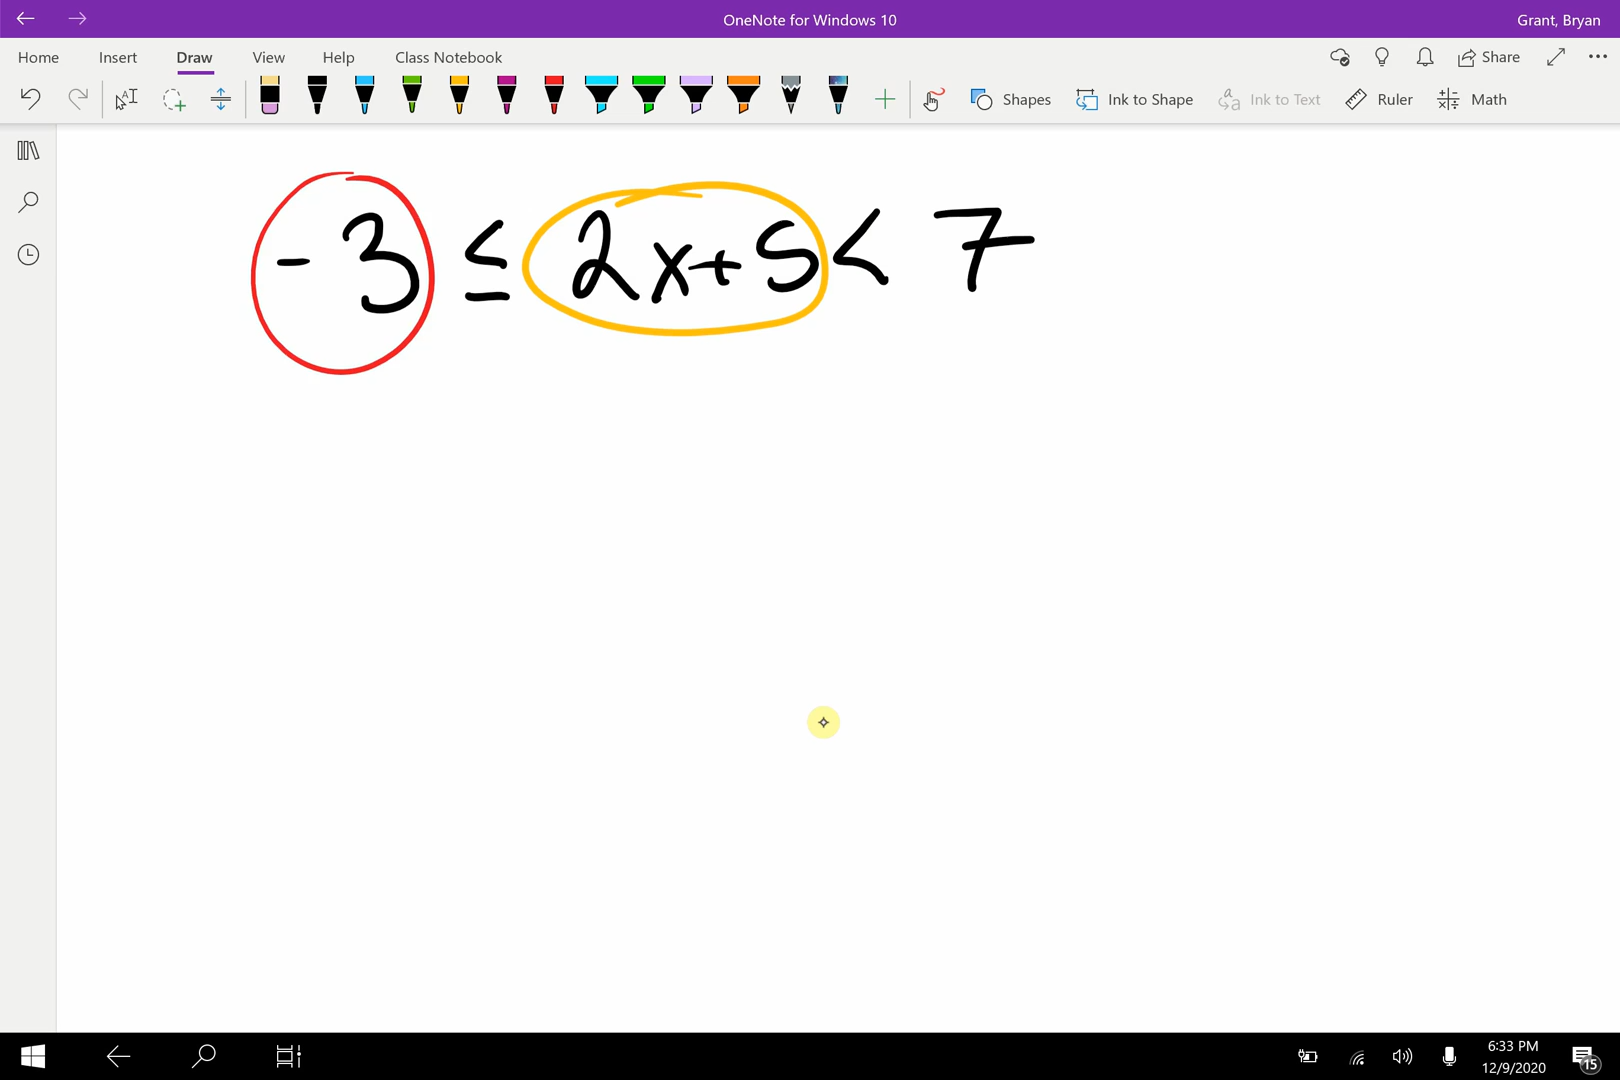 OneNote for Windows 10
Grant, Bryan
Home Insert Draw View Help Class Notebook
Share
Shapes Ink to Shape Ink to Text Ruler Math
-3 ≤ 2x+5 < 7
6:33 PM
12/9/2020
15